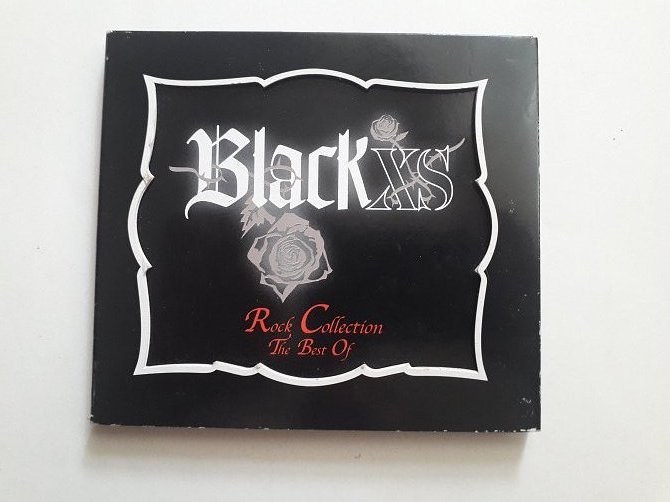 Black XS
Rock Collection
The Best Of